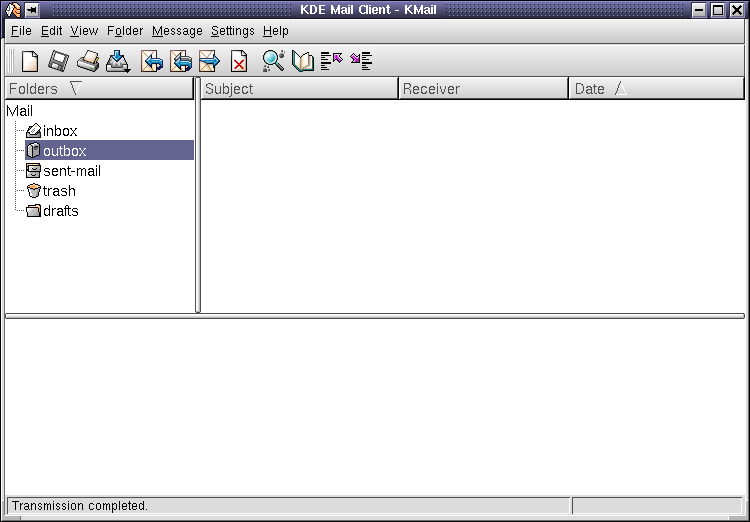 KDE Mail Client - KMail
File Edit View Folder Message Settings Help
Folders Subject Receiver Date
Mail
inbox
outbox
sent-mail
trash
drafts
Transmission completed.